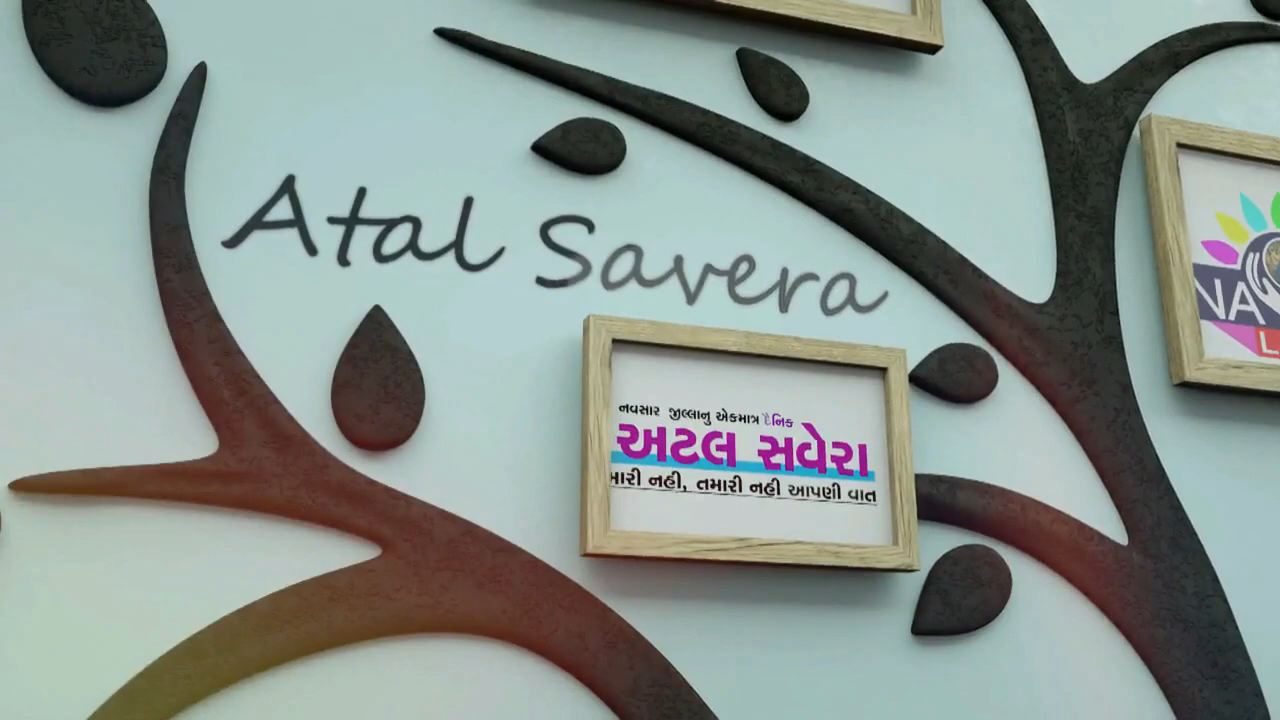 Atal Savera
નવસાર જીલ્લાનુ એકમાત્ર દૈનિક
અટલ સવેરા
મારી નહી, તમારી નહી આપણી વાત